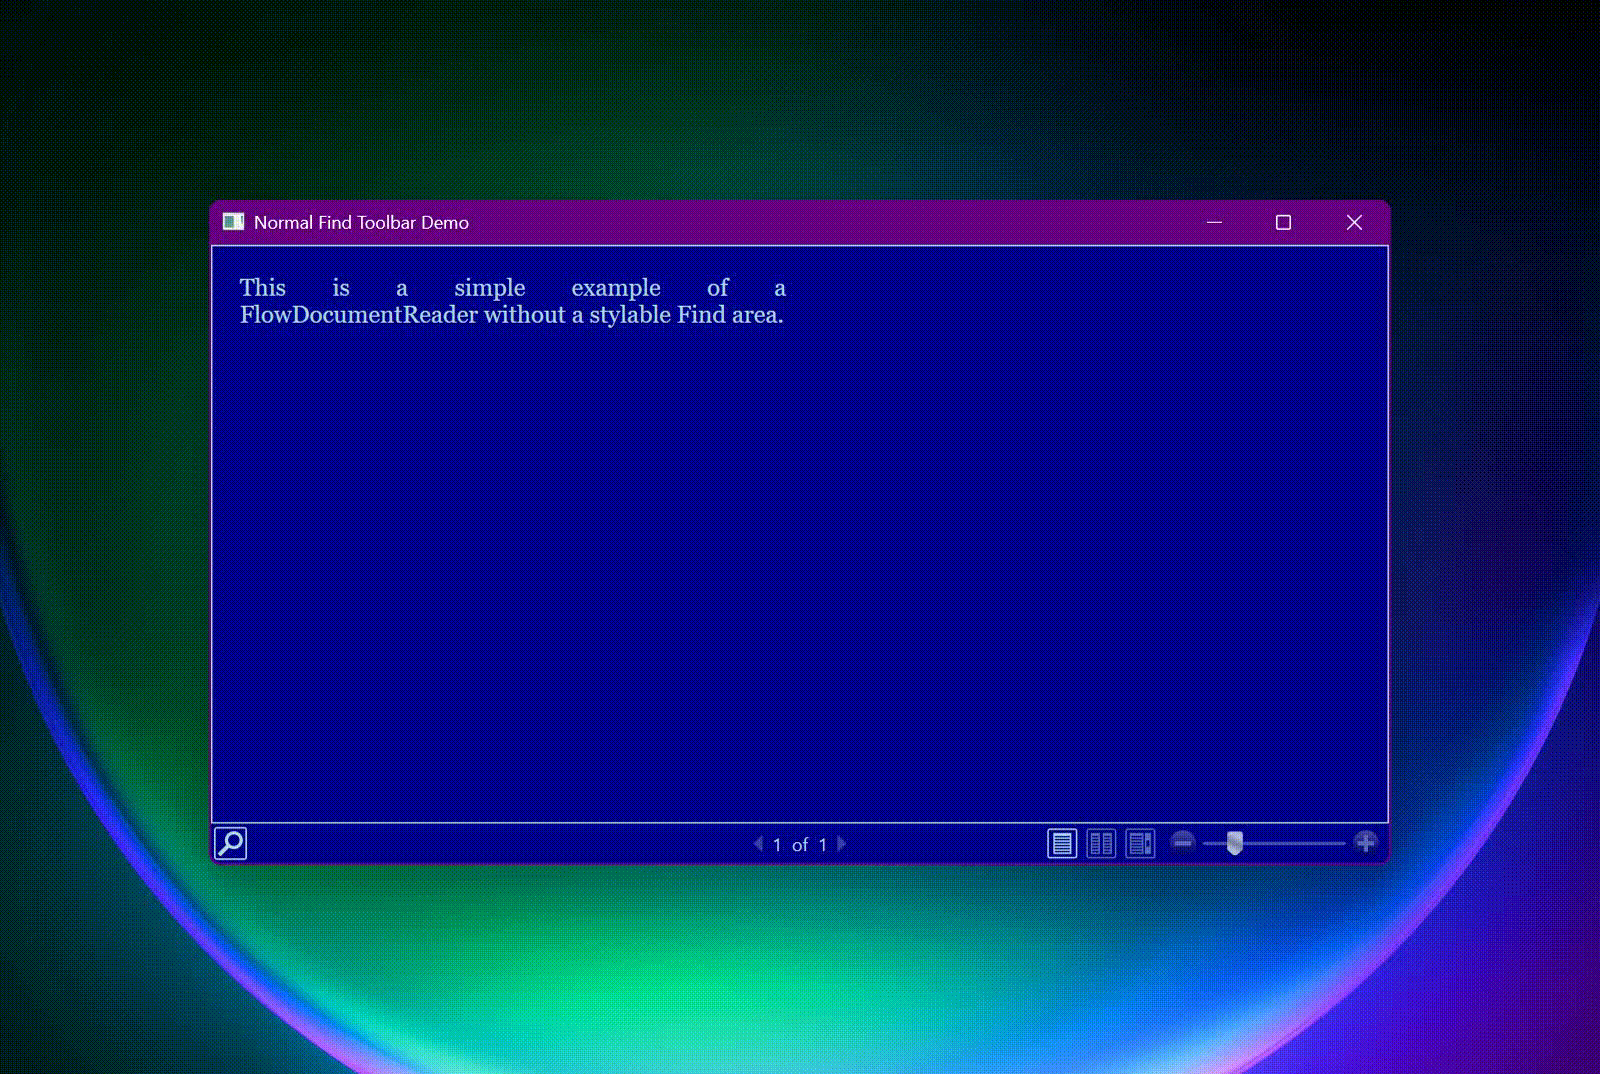 Normal Find Toolbar Demo
This is a simple example of a
FlowDocumentReader without a stylable Find area.
1 of 1